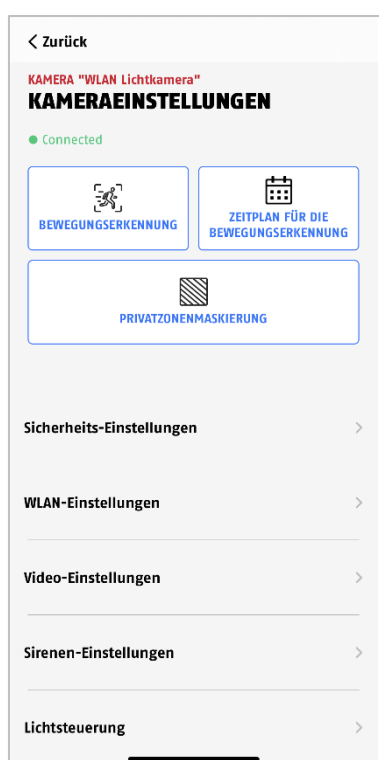 Zurück
KAMERA "WLAN Lichtkamera"
KAMERAEINSTELLUNGEN
Connected
BEWEGUNGSERKENNUNG
ZEITPLAN FÜR DIE
BEWEGUNGSERKENNUNG
PRIVATZONENMASKIERUNG
Sicherheits-Einstellungen
WLAN-Einstellungen
Video-Einstellungen
Sirenen-Einstellungen
Lichtsteuerung